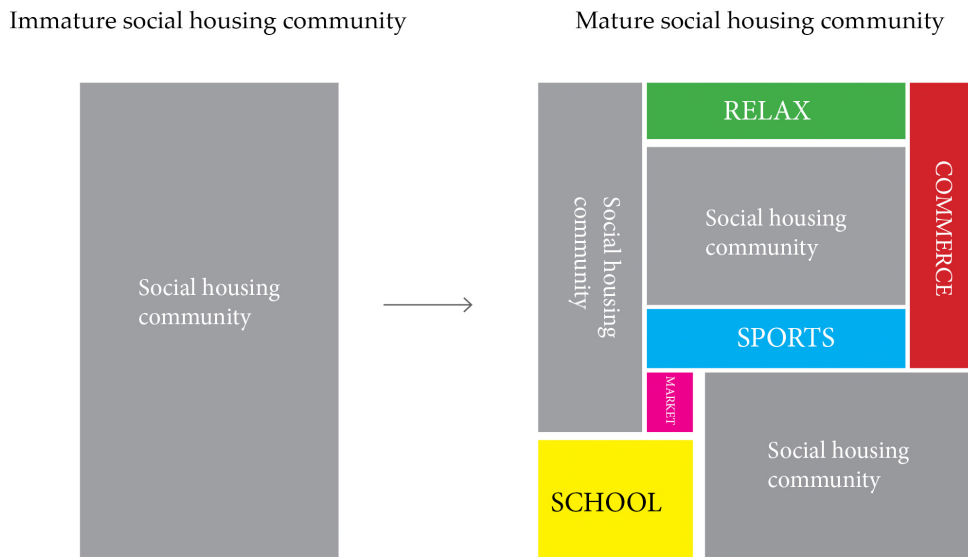 Immature social housing community
Mature social housing community
Social housing
community
Social housing
community
RELAX
Social housing
community
COMMERCE
SPORTS
MARKET
Social housing
community
SCHOOL